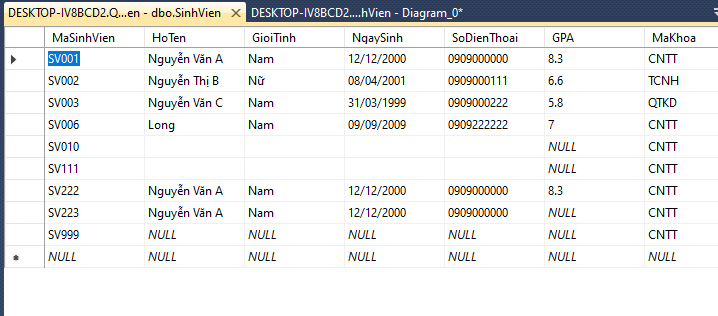 DESKTOP-IV8BCD2.Q...en - dbo.SinhVien DESKTOP-IV8BCD2....hVien - Diagram_0*
MaSinhVien HoTen GioiTinh NgaySinh SoDienThoai GPA MaKhoa
SV001 Nguyễn Văn A Nam 12/12/2000 0909000000 8.3 CNTT
SV002 Nguyễn Thị B Nữ 08/04/2001 0909000111 6.6 TCNH
SV003 Nguyễn Văn C Nam 31/03/1999 0909000222 5.8 QTKD
SV006 Long Nam 09/09/2009 0909222222 7 CNTT
SV010 NULL CNTT
SV111 NULL CNTT
SV222 Nguyễn Văn A Nam 12/12/2000 0909000000 8.3 CNTT
SV223 Nguyễn Văn A Nam 12/12/2000 0909000000 NULL CNTT
SV999 NULL NULL NULL NULL NULL CNTT
NULL NULL NULL NULL NULL NULL NULL